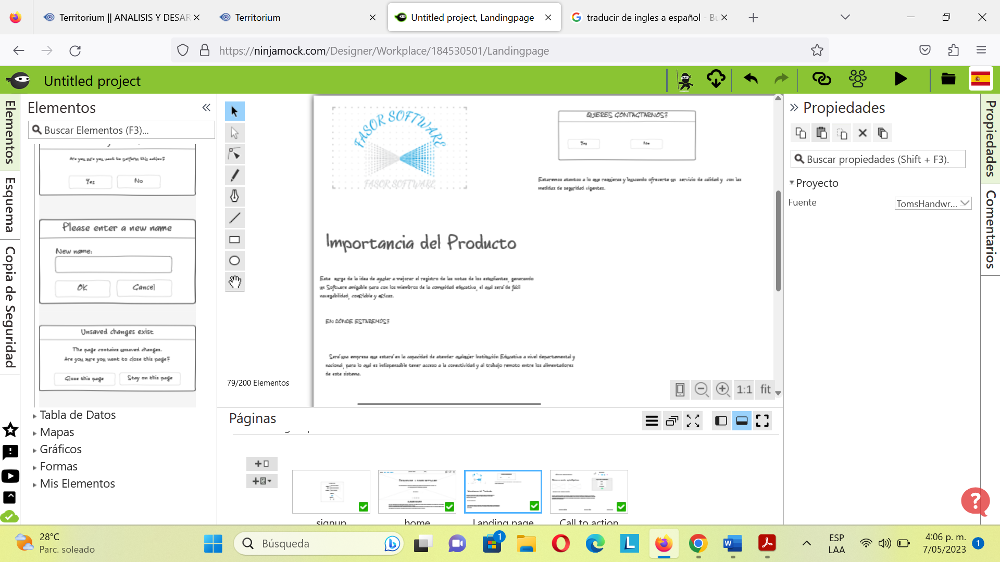 Territorium || ANALISIS Y DESAR
Territorium
Untitled project, Landingpage
traducir de ingles a español - Bu
https://ninjamock.com/Designer/Workplace/184530501/Landingpage
Untitled project
Elementos
Esquema
Copia de Seguridad
Elementos
Buscar Elementos (F3)...
Are you sure you want to perform this action?
Yes
No
Please enter a new name
New name:
OK
Cancel
Unsaved changes exist
The page contains unsaved changes.
Are you sure you want to close this page?
Close this page
Stay on this page
Tabla de Datos
Mapas
Gráficos
Formas
Mis Elementos
FASOR SOFTWARE
FASOR SOFTWARE
QUIERES CONTACTARNOS?
Yes
No
Estaremos atentos a lo que requieras y buscando ofrecerte un servicio de calidad y con las
medidas de seguridad vigentes.
Importancia del Producto
Este surge de la idea de ayudar a mejorar el registro de las notas de los estudiantes, generando
un Software amigable para con los miembros de la comunidad educativa, el cual será de fácil
navegabilidad, confiable y eficaz.
EN DÓNDE ESTAREMOS?
Será una empresa que estará en la capacidad de atender cualquier Institución Educativa a nivel departamental y
nacional, para lo cual es indispensable tener acceso a la conectividad y al trabajo remoto entre los alimentadores
de este sistema.
79/200 Elementos
1:1
fit
Páginas
signup
home
Landing page
Call to action
Propiedades
Buscar propiedades (Shift + F3).
Proyecto
Fuente
TomsHandwr...
Propiedades
Comentarios
?
28°C
Parc. soleado
Búsqueda
1
ESP
LAA
4:06 p. m.
7/05/2023
1